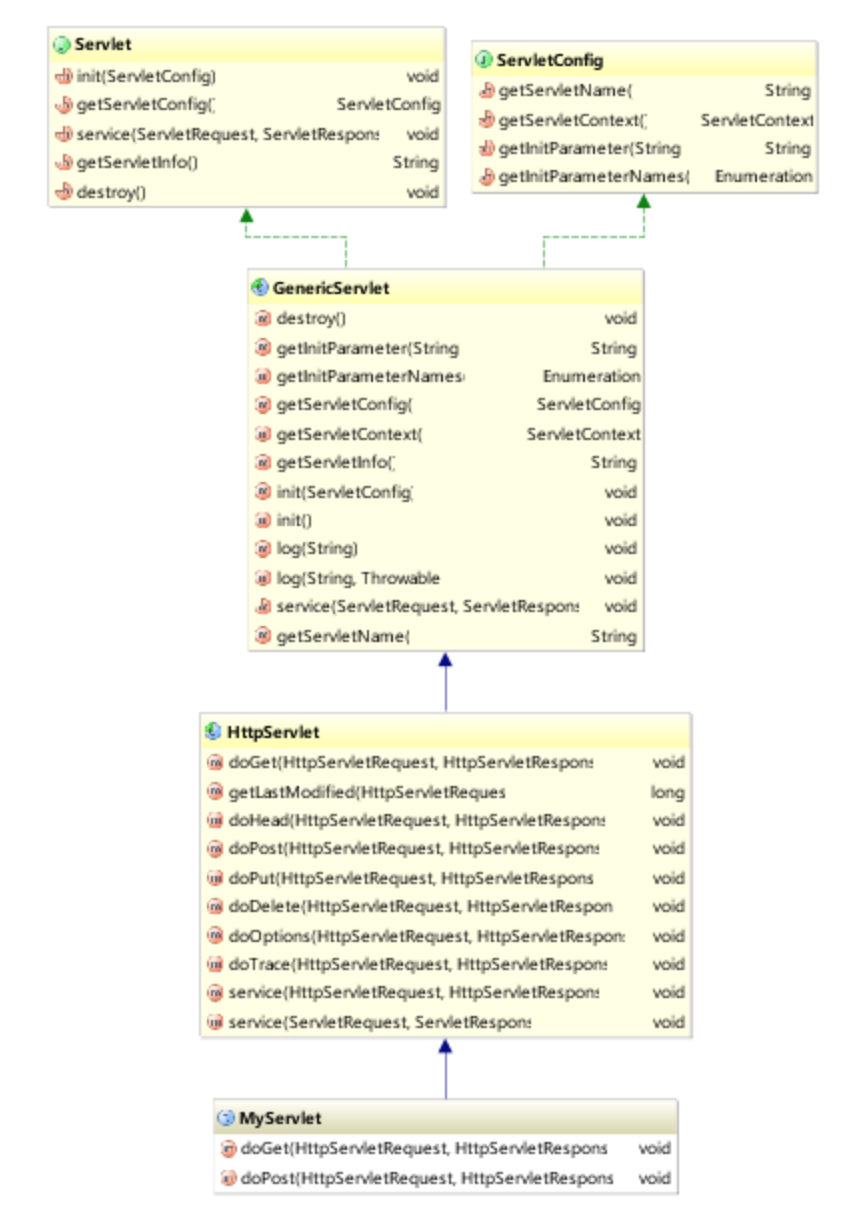 Servlet
init(ServletConfig) void
getServletConfig( ServletConfig
service(ServletRequest, ServletRespons void
getServletInfo() String
destroy() void
ServletConfig
getServletName( String
getServletContext( ServletContext
getInitParameter(String String
getInitParameterNames( Enumeration
GenericServlet
destroy() void
getInitParameter(String String
getInitParameterNames( Enumeration
getServletConfig( ServletConfig
getServletContext( ServletContext
getServletInfo( String
init(ServletConfig void
init() void
log(String) void
log(String, Throwable void
service(ServletRequest, ServletRespons void
getServletName( String
HttpServlet
doGet(HttpServletRequest, HttpServletRespons void
getLastModified(HttpServletReques long
doHead(HttpServletRequest, HttpServletRespons void
doPost(HttpServletRequest, HttpServletRespons void
doPut(HttpServletRequest, HttpServletRespons void
doDelete(HttpServletRequest, HttpServletRespon void
doOptions(HttpServletRequest, HttpServletRespon void
doTrace(HttpServletRequest, HttpServletRespons void
service(HttpServletRequest, HttpServletRespons void
service(ServletRequest, ServletRespons void
MyServlet
doGet(HttpServletRequest, HttpServletRespons void
doPost(HttpServletRequest, HttpServletRespons void